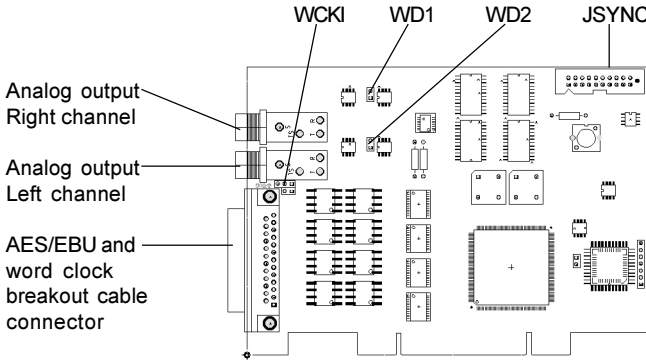 WCKI WD1 WD2 JSYNC
Analog output
Right channel
Analog output
Left channel
AES/EBU and
word clock
breakout cable
connector